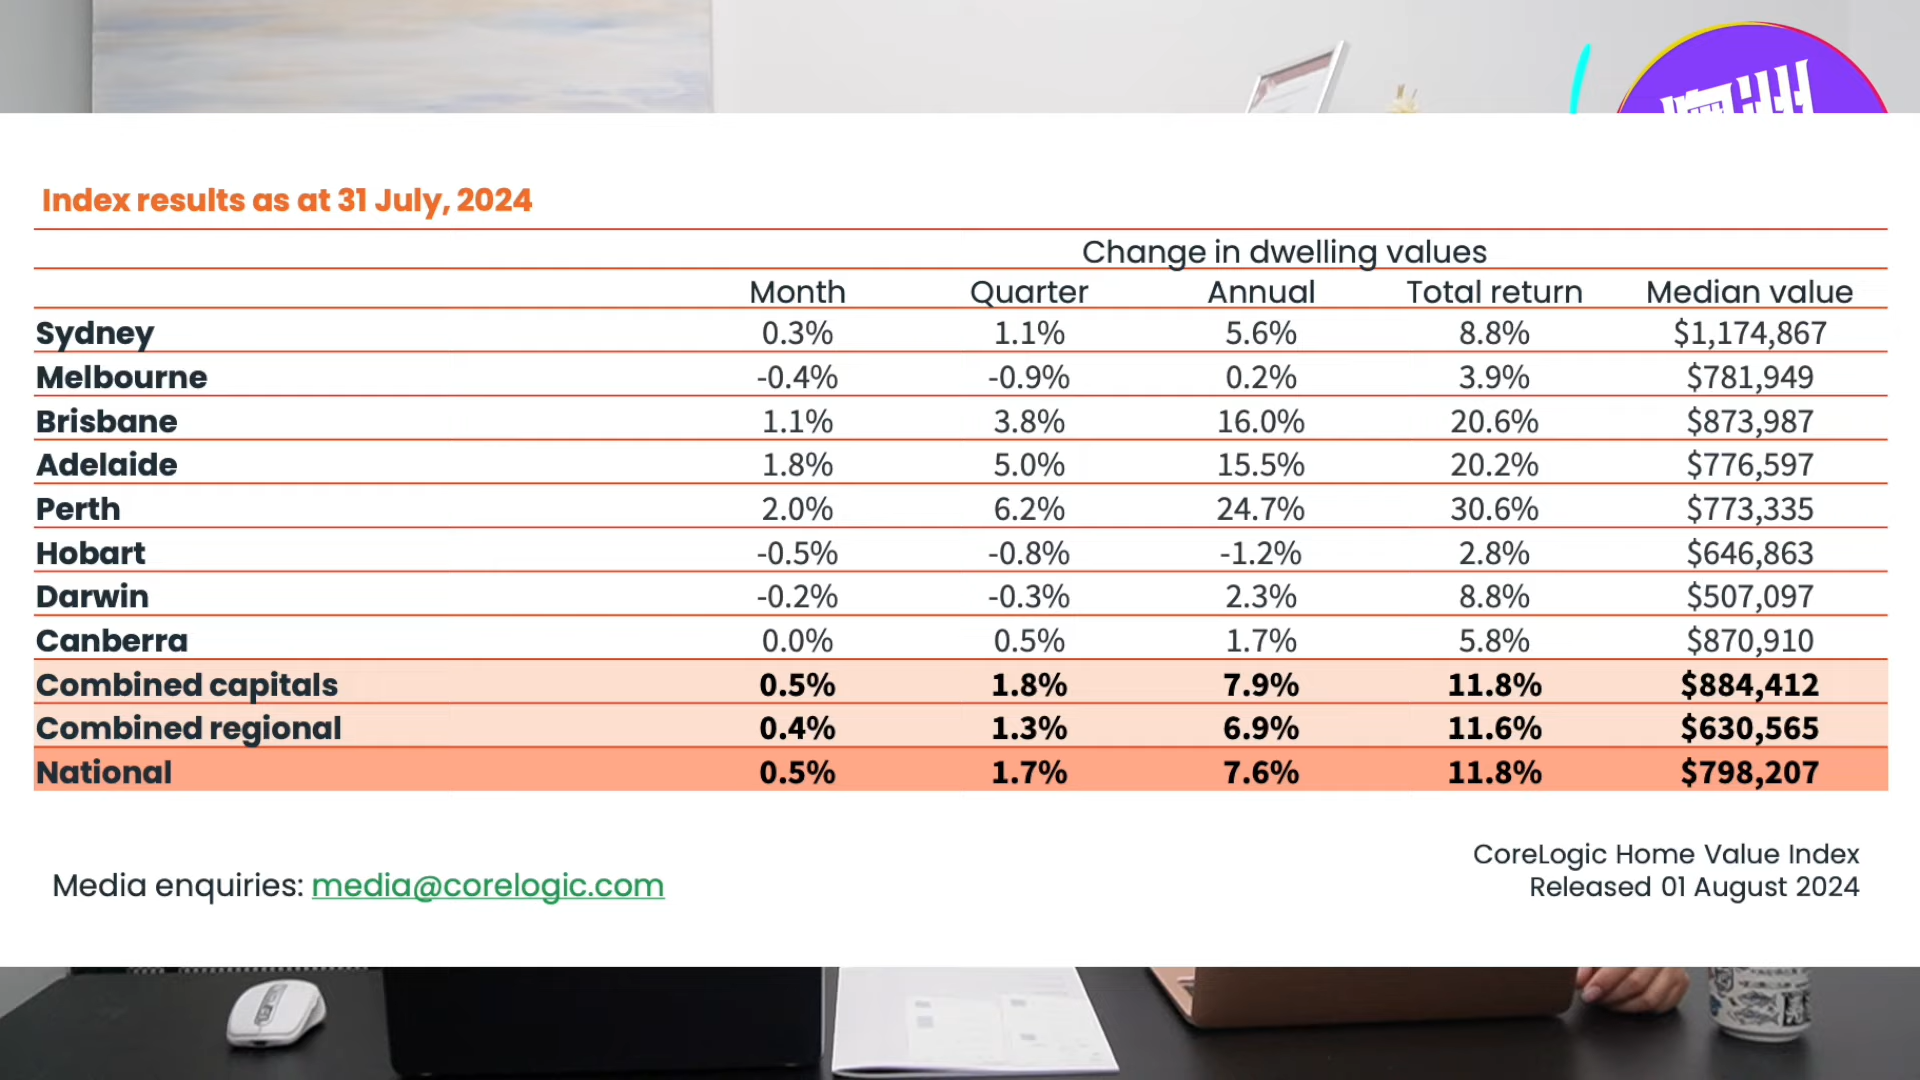 Index results as at 31 July, 2024
Change in dwelling values
Month Quarter Annual Total return Median value
Sydney 0.3% 1.1% 5.6% 8.8% $1,174,867
Melbourne -0.4% -0.9% 0.2% 3.9% $781,949
Brisbane 1.1% 3.8% 16.0% 20.6% $873,987
Adelaide 1.8% 5.0% 15.5% 20.2% $776,597
Perth 2.0% 6.2% 24.7% 30.6% $773,335
Hobart -0.5% -0.8% -1.2% 2.8% $646,863
Darwin -0.2% -0.3% 2.3% 8.8% $507,097
Canberra 0.0% 0.5% 1.7% 5.8% $870,910
Combined capitals 0.5% 1.8% 7.9% 11.8% $884,412
Combined regional 0.4% 1.3% 6.9% 11.6% $630,565
National 0.5% 1.7% 7.6% 11.8% $798,207
Media enquiries: media@corelogic.com
CoreLogic Home Value Index
Released 01 August 2024